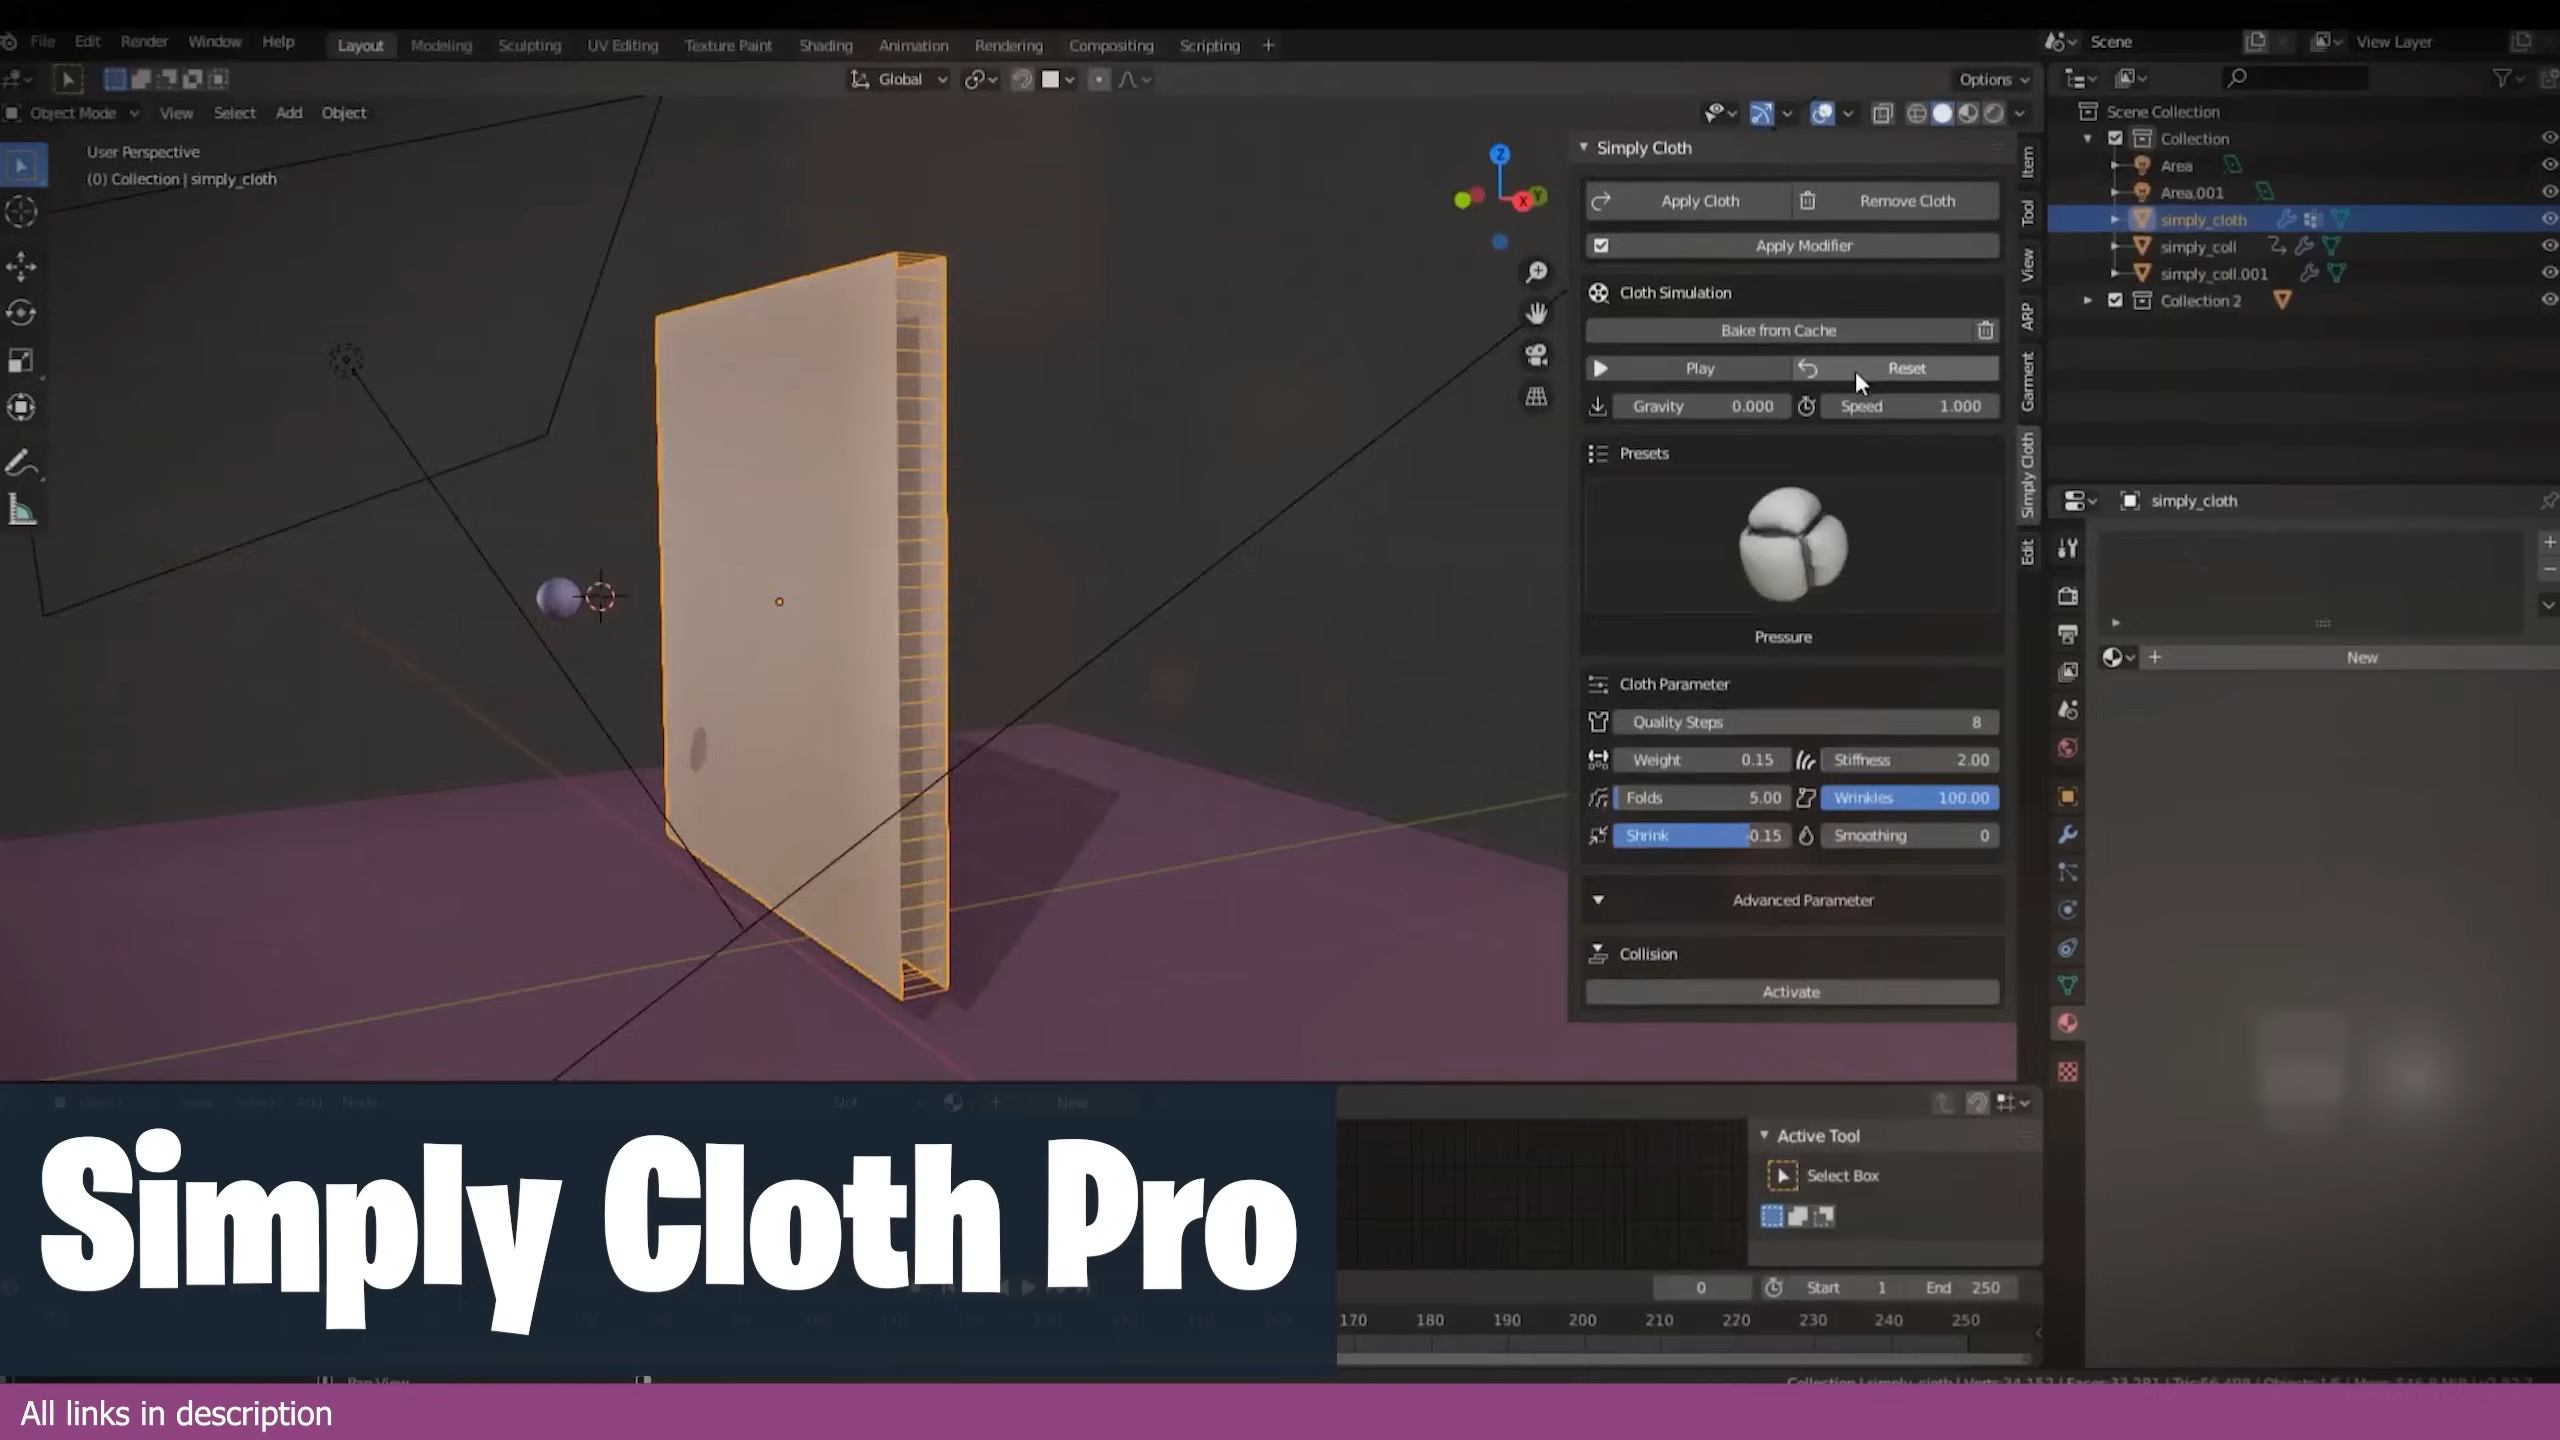 File Edit Render Window Help Layout Modeling Sculpting UV Editing Texture Paint Shading Animation Rendering Compositing Scripting + Scene View Layer
Global Options
Object Mode View Select Add Object
User Perspective
(0) Collection | simply_cloth
Z
X
Y
Simply Cloth
Apply Cloth Remove Cloth
Apply Modifier
Cloth Simulation
Bake from Cache
Play Reset
Gravity 0.000 Speed 1.000
Presets
Pressure
Cloth Parameter
Quality Steps 8
Weight 0.15 Stiffness 2.00
Folds 5.00 Wrinkles 100.00
Shrink -0.15 Smoothing 0
Advanced Parameter
Collision
Activate
Item
Tool
View
ARP
Garment
Simply Cloth
Edit
Scene Collection
Collection
Area
Area.001
simply_cloth
simply_coll
simply_coll.001
Collection 2
simply_cloth
New
View Select Add Node Slot New
Active Tool
Select Box
0 Start 1 End 250
170 180 190 200 210 220 230 240 250
Simply Cloth Pro
All links in description